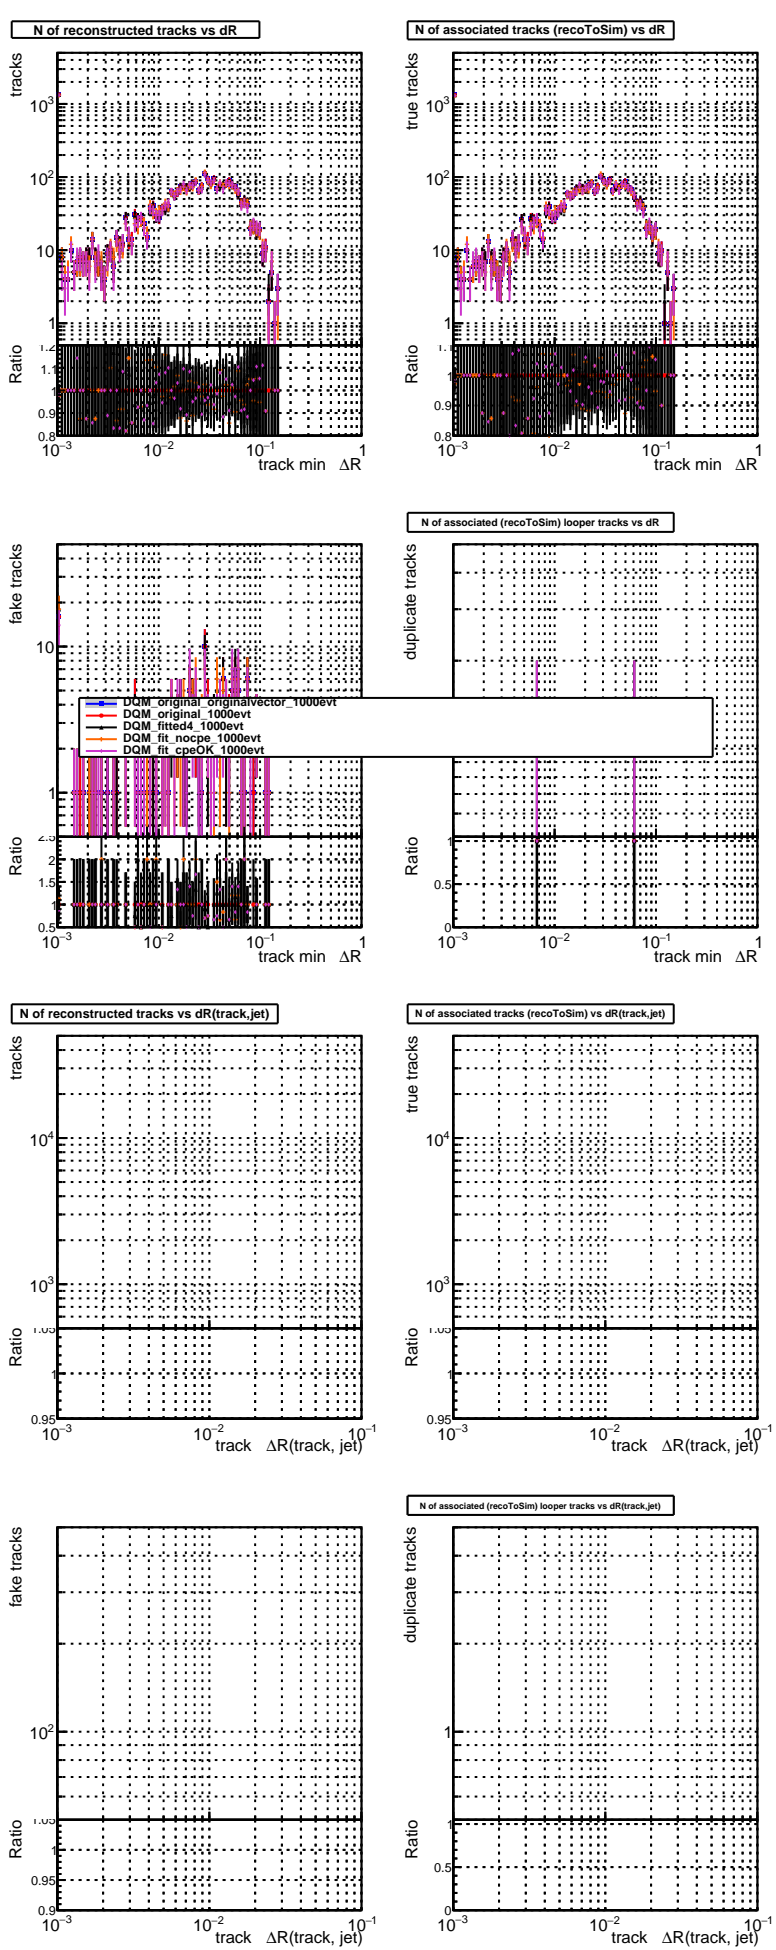 N of reconstructed tracks vs dR
tracks
10³
10²
10
1
Ratio
1.2
1.1
1
0.9
0.8
10⁻³
10⁻²
10⁻¹
1
track min ΔR
N of associated tracks (recoToSim) vs dR
true tracks
10³
10²
10
1
Ratio
1.1
1
0.9
0.8
10⁻³
10⁻²
10⁻¹
1
track min ΔR
fake tracks
10
1
Ratio
2.5
2
1.5
1
0.5
10⁻³
10⁻²
10⁻¹
1
track min ΔR
N of associated (recoToSim) looper tracks vs dR
duplicate tracks
Ratio
1
0.5
0
10⁻³
10⁻²
10⁻¹
1
track min ΔR
DQM_original_originalvector_1000evt
DQM_original_1000evt
DQM_fitted4_1000evt
DQM_fit_nocpe_1000evt
DQM_fit_cpeOK_1000evt
N of reconstructed tracks vs dR(track,jet)
tracks
10⁴
10³
Ratio
1.05
1
0.95
10⁻³
10⁻²
10⁻¹
track ΔR(track, jet)
N of associated tracks (recoToSim) vs dR(track,jet)
true tracks
10⁴
10³
Ratio
1.05
1
0.95
10⁻³
10⁻²
10⁻¹
track ΔR(track, jet)
fake tracks
10²
Ratio
1.05
1
0.95
0.9
10⁻³
10⁻²
10⁻¹
track ΔR(track, jet)
N of associated (recoToSim) looper tracks vs dR(track,jet)
duplicate tracks
1
Ratio
1
0.5
0
10⁻³
10⁻²
10⁻¹
track ΔR(track, jet)